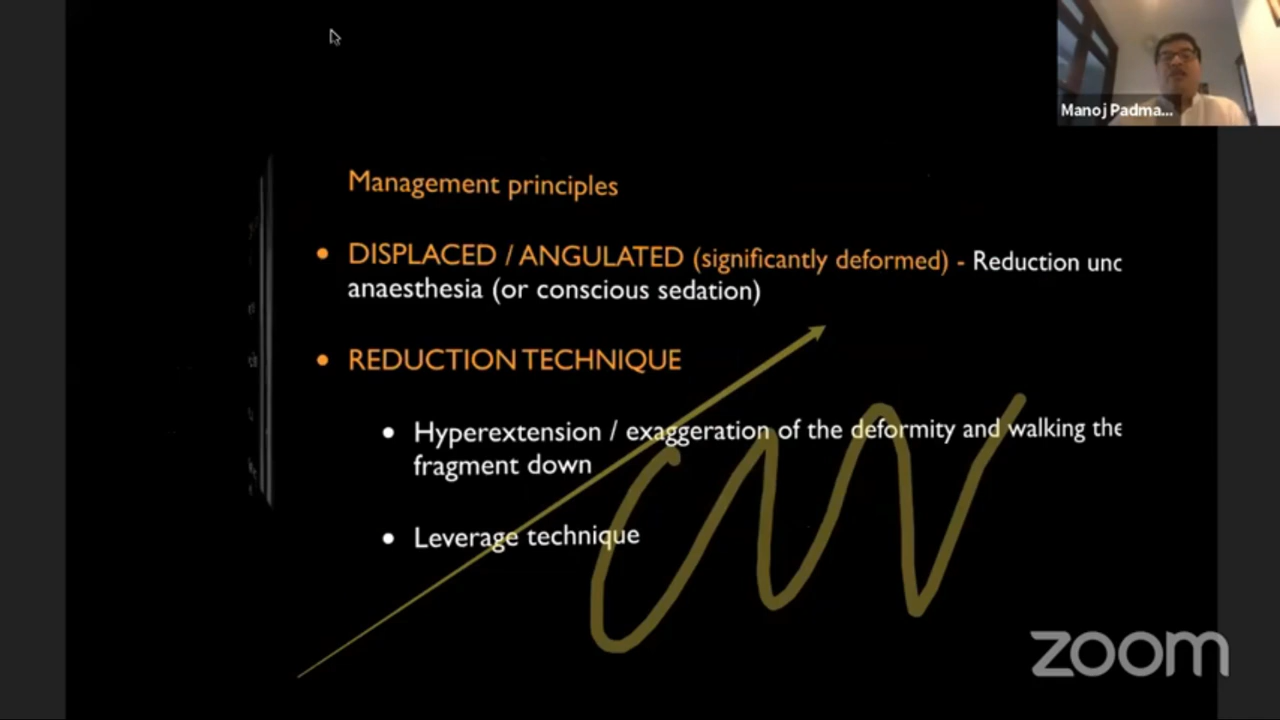 Manoj Padma...
Management principles
DISPLACED / ANGULATED (significantly deformed) - Reduction unc
anaesthesia (or conscious sedation)
REDUCTION TECHNIQUE
Hyperextension / exaggeration of the deformity and walking the
fragment down
Leverage technique
zoom